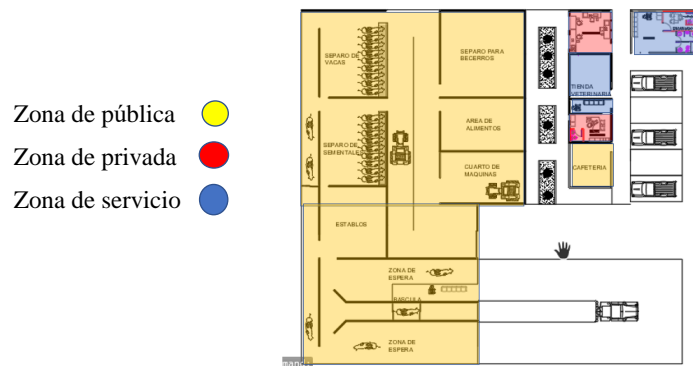 Zona de pública
Zona de privada
Zona de servicio
SEPARO DE
VACAS
SEPARO PARA
BECERROS
TIENDA
VETERINARIA
AREA DE
ALIMENTOS
SEPARO DE
SEMENTALES
CUARTO DE
MAQUINAS
CAFETERIA
ESTABLOS
ZONA DE
ESPERA
BASCULA
ZONA DE
ESPERA